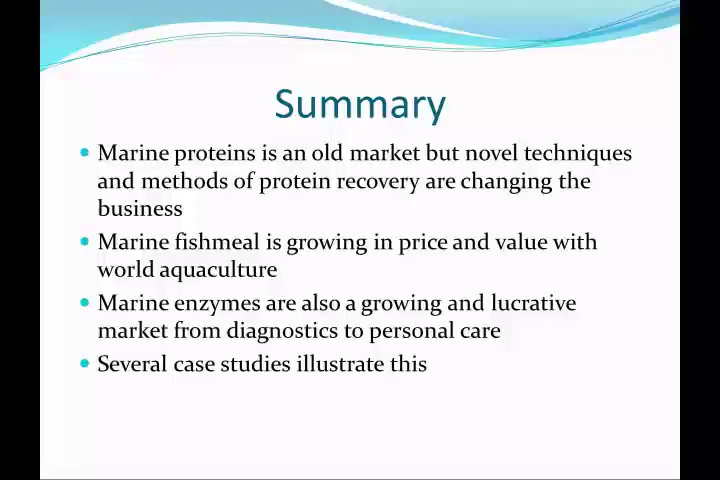 Summary
Marine proteins is an old market but novel techniques
and methods of protein recovery are changing the
business
Marine fishmeal is growing in price and value with
world aquaculture
Marine enzymes are also a growing and lucrative
market from diagnostics to personal care
Several case studies illustrate this